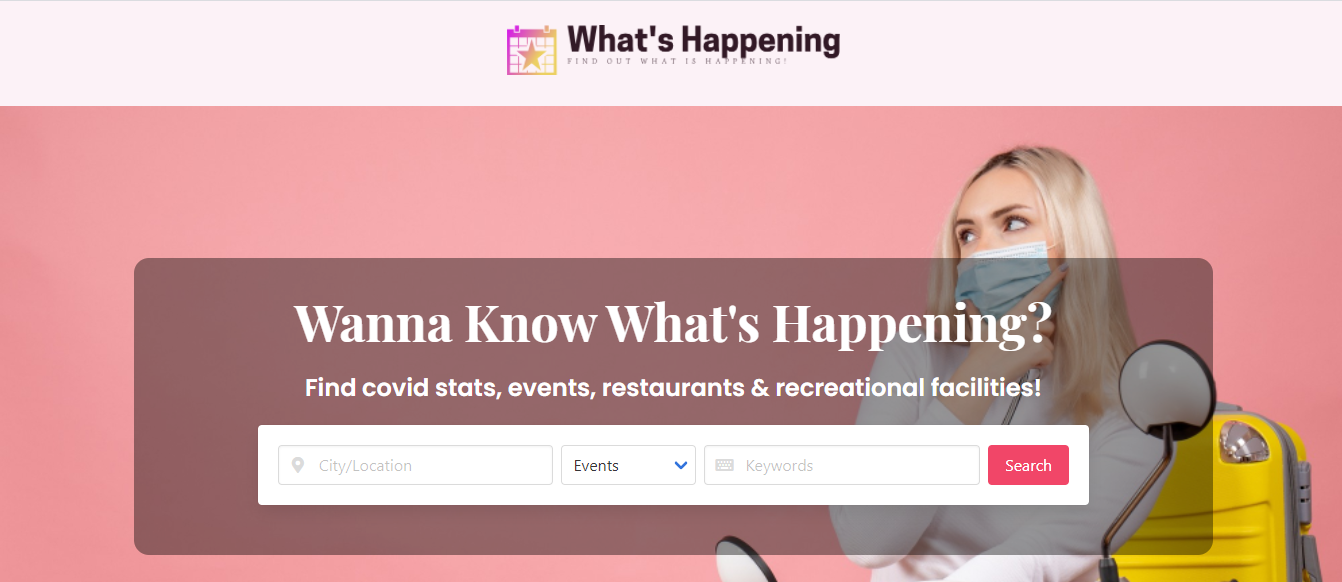 What's Happening
FIND OUT WHAT IS HAPPENING!
Wanna Know What's Happening?
Find covid stats, events, restaurants & recreational facilities!
City/Location Events Keywords Search